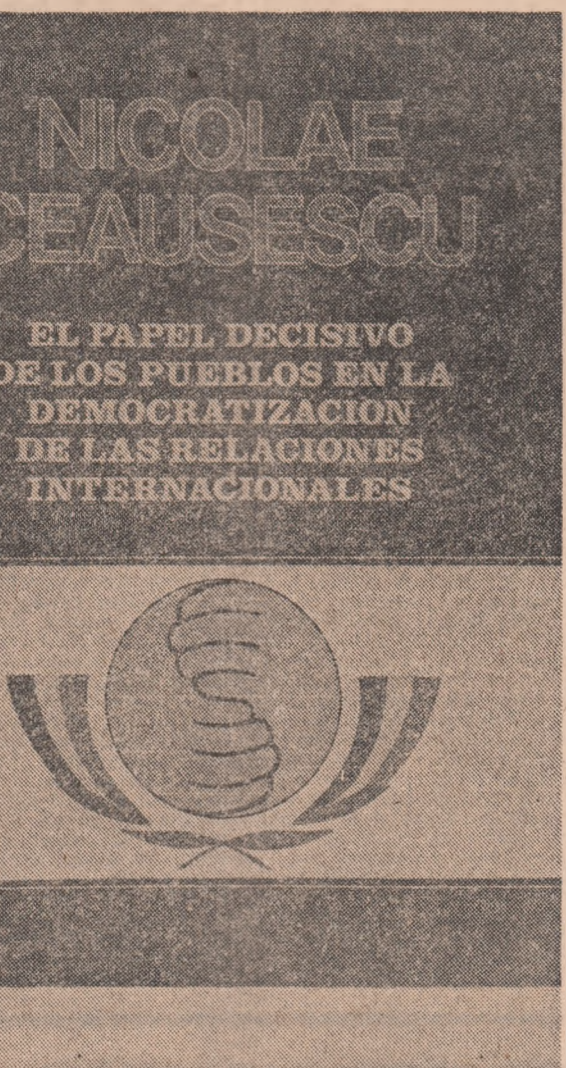 NICOLAE
CEAUSESCU
EL PAPEL DECISIVO
DE LOS PUEBLOS EN LA
DEMOCRATIZACION
DE LAS RELACIONES
INTERNACIONALES